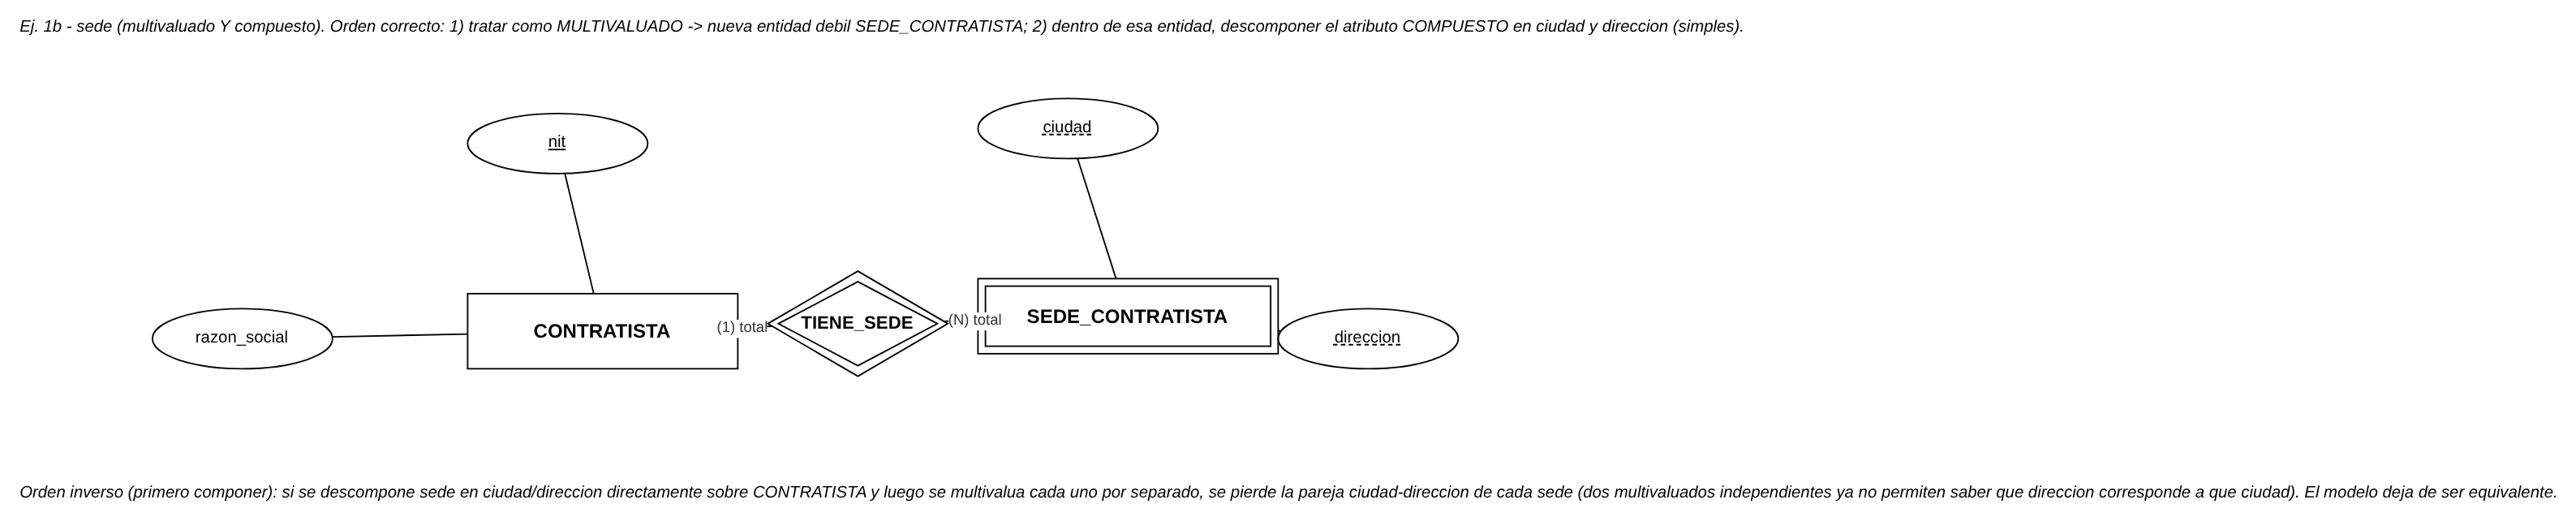 Ej. 1b - sede (multivaluado Y compuesto). Orden correcto: 1) tratar como MULTIVALUADO -> nueva entidad debil SEDE_CONTRATISTA; 2) dentro de esa entidad, descomponer el atributo COMPUESTO en ciudad y direccion (simples).
ciudad
nit
razon_social
CONTRATISTA
(1) total
TIENE_SEDE
(N) total
SEDE_CONTRATISTA
direccion
Orden inverso (primero componer): si se descompone sede en ciudad/direccion directamente sobre CONTRATISTA y luego se multivalua cada uno por separado, se pierde la pareja ciudad-direccion de cada sede (dos multivaluados independientes ya no permiten saber que direccion corresponde a que ciudad). El modelo deja de ser equivalente.